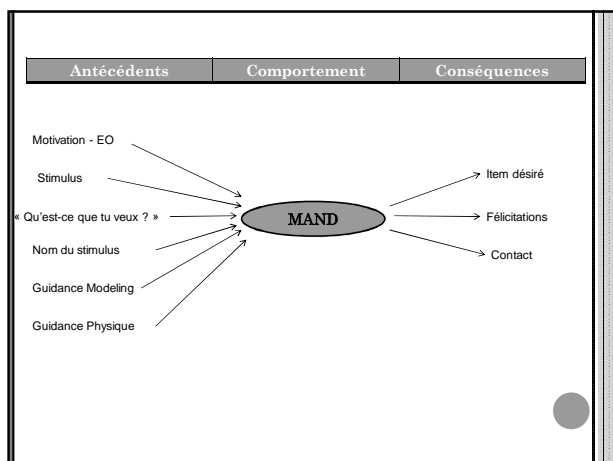 Antécédents Comportement Conséquences
Motivation - EO
Stimulus
« Qu'est-ce que tu veux ? »
Nom du stimulus
Guidance Modeling
Guidance Physique
MAND
Item désiré
Félicitations
Contact